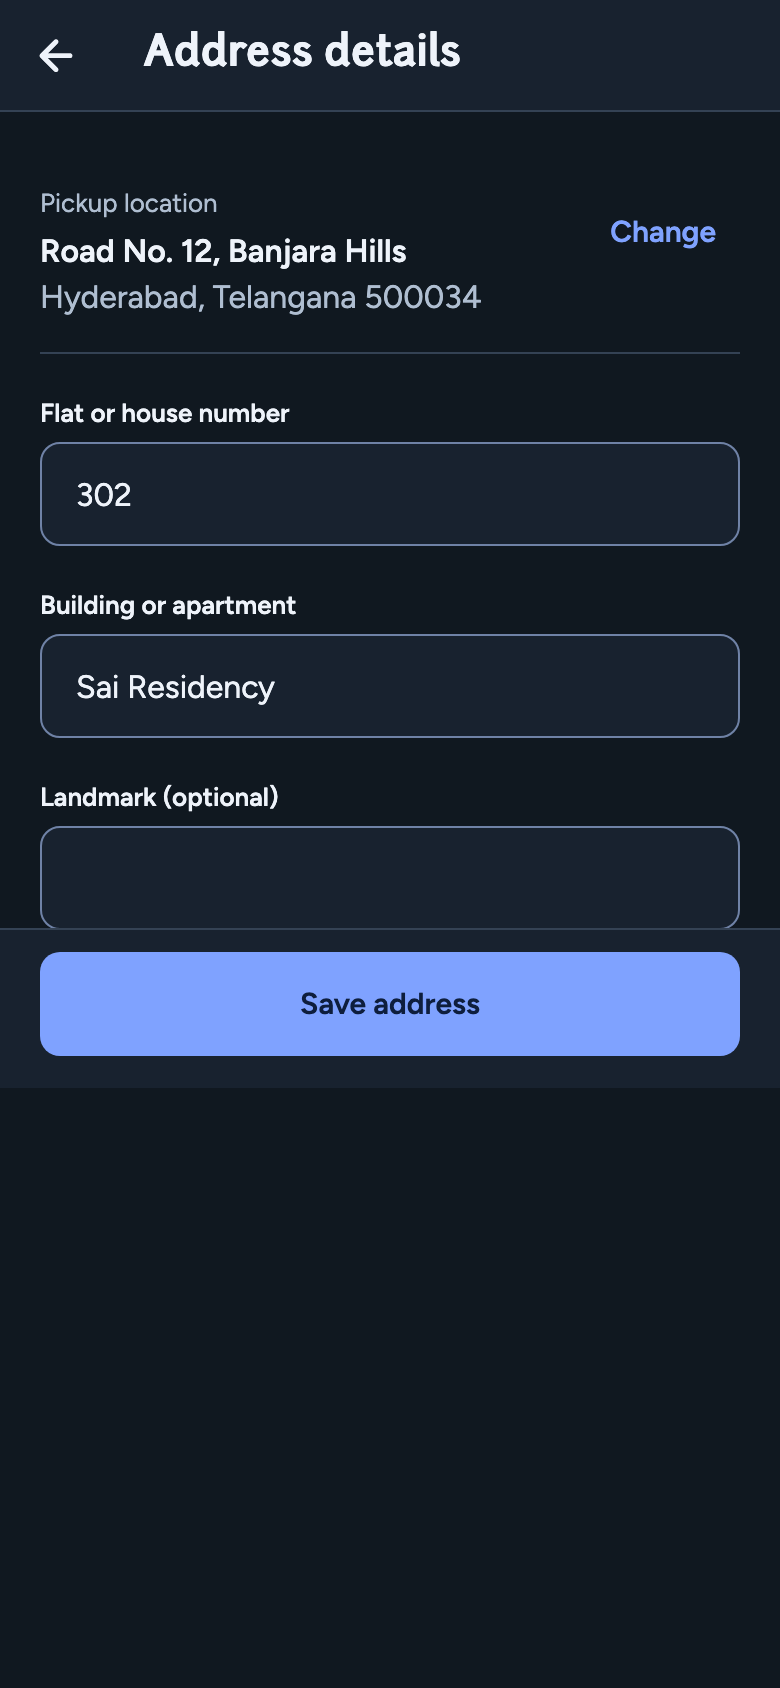 Address details
Pickup location
Change
Road No. 12, Banjara Hills
Hyderabad, Telangana 500034
Flat or house number
302
Building or apartment
Sai Residency
Landmark (optional)
Save address